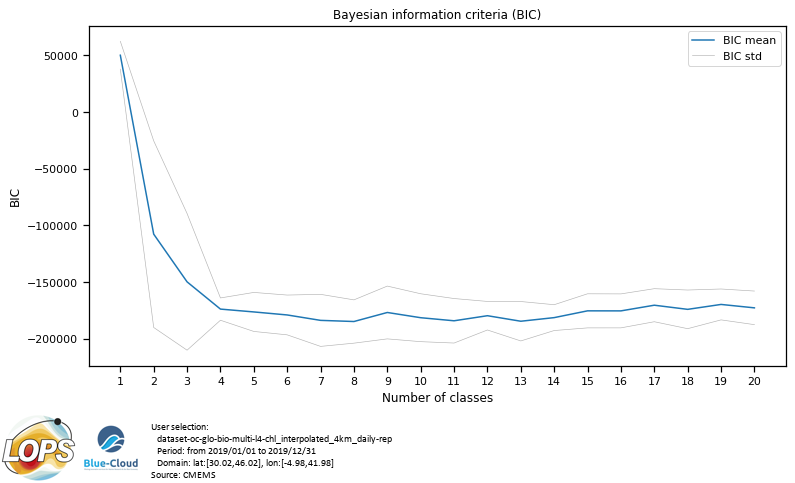 Bayesian information criteria (BIC)
BIC mean
BIC std
50000
0
−50000
−100000
−150000
−200000
BIC
1 2 3 4 5 6 7 8 9 10 11 12 13 14 15 16 17 18 19 20
Number of classes
LOPS
Blue-Cloud
User selection:
dataset-oc-glo-bio-multi-l4-chl_interpolated_4km_daily-rep
Period: from 2019/01/01 to 2019/12/31
Domain: lat:[30.02,46.02], lon:[-4.98,41.98]
Source: CMEMS